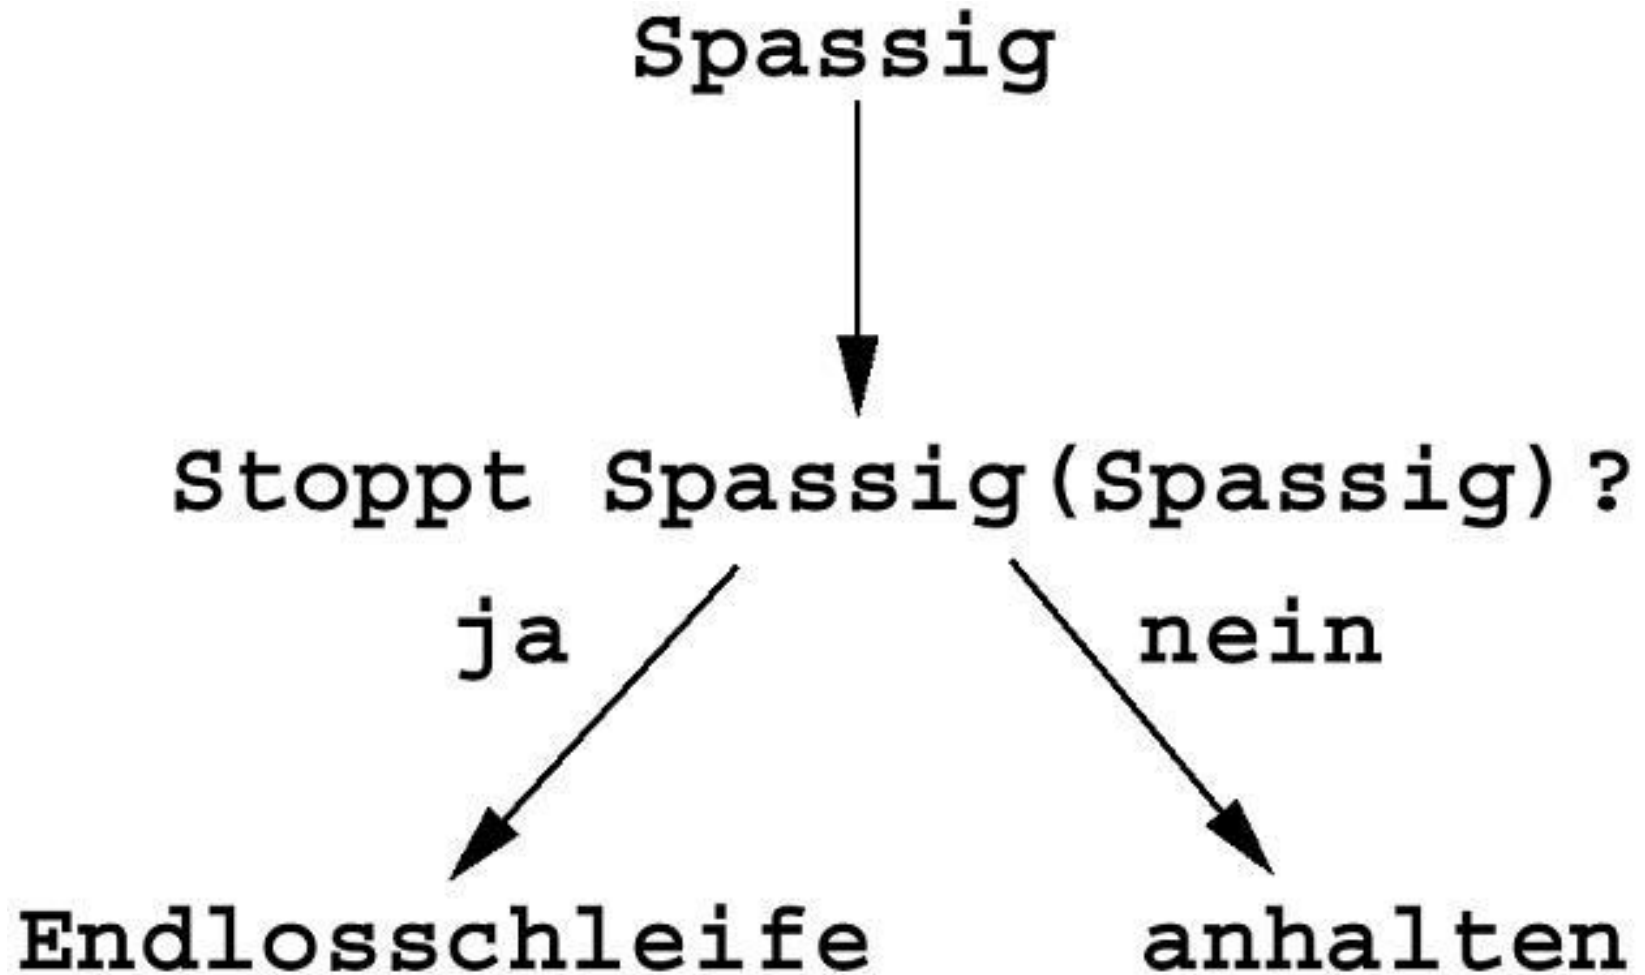 Spassig
Stoppt Spassig(Spassig)?
ja
nein
Endlosschleife
anhalten